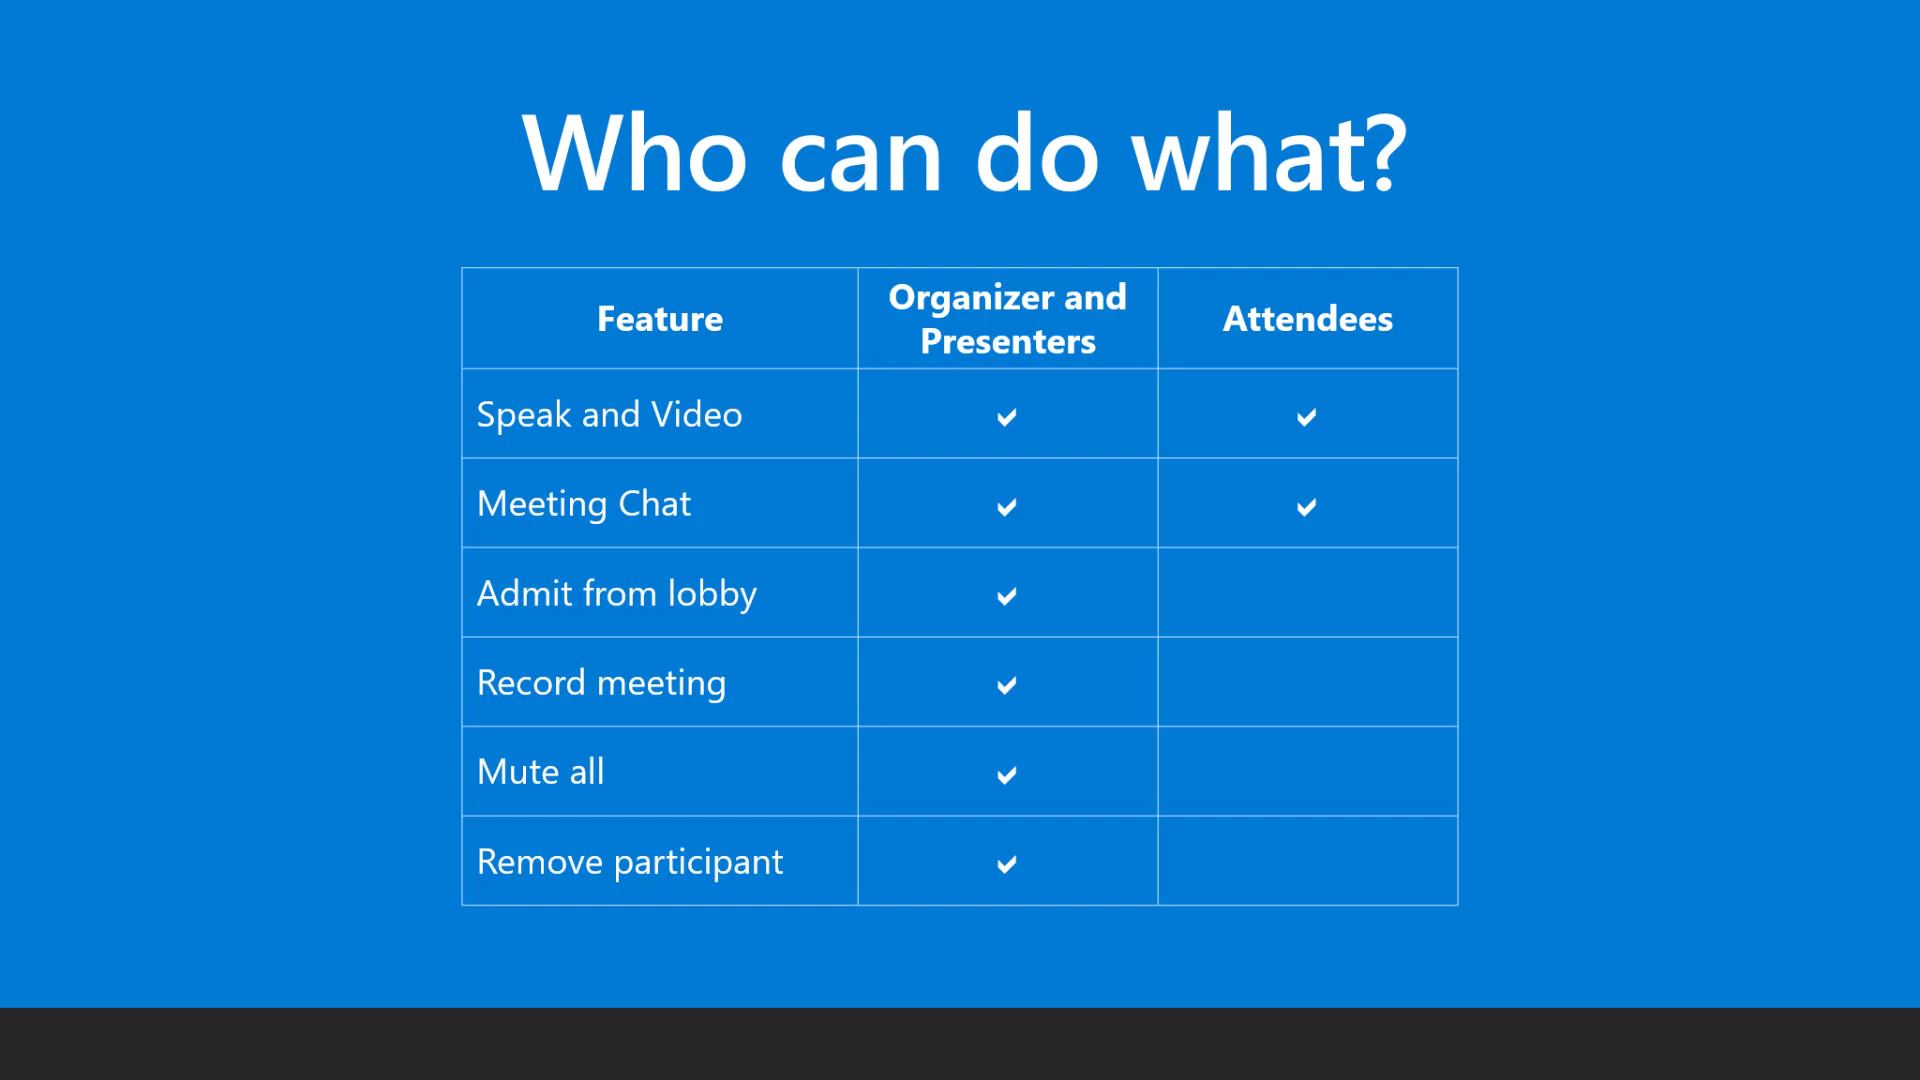 Who can do what?
Feature
Organizer and
Presenters
Attendees
Speak and Video ✓ ✓
Meeting Chat ✓ ✓
Admit from lobby ✓
Record meeting ✓
Mute all ✓
Remove participant ✓